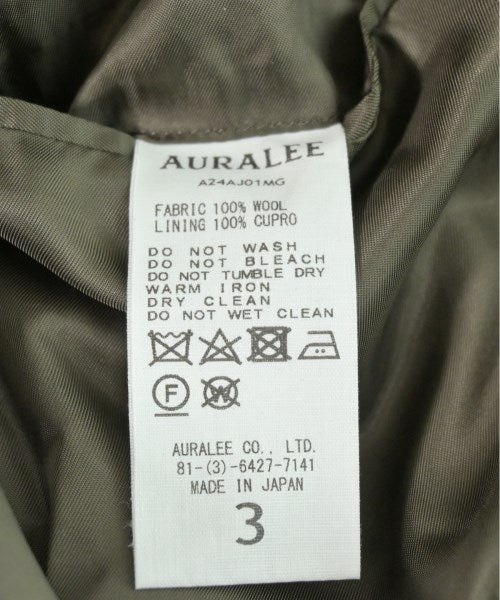 AURALEE
A24AJ01MG
FABRIC 100% WOOL
LINING 100% CUPRO
DO NOT WASH
DO NOT BLEACH
DO NOT TUMBLE DRY
WARM IRON
DRY CLEAN
DO NOT WET CLEAN
F W
AURALEE CO., LTD.
81-(3)-6427-7141
MADE IN JAPAN
3